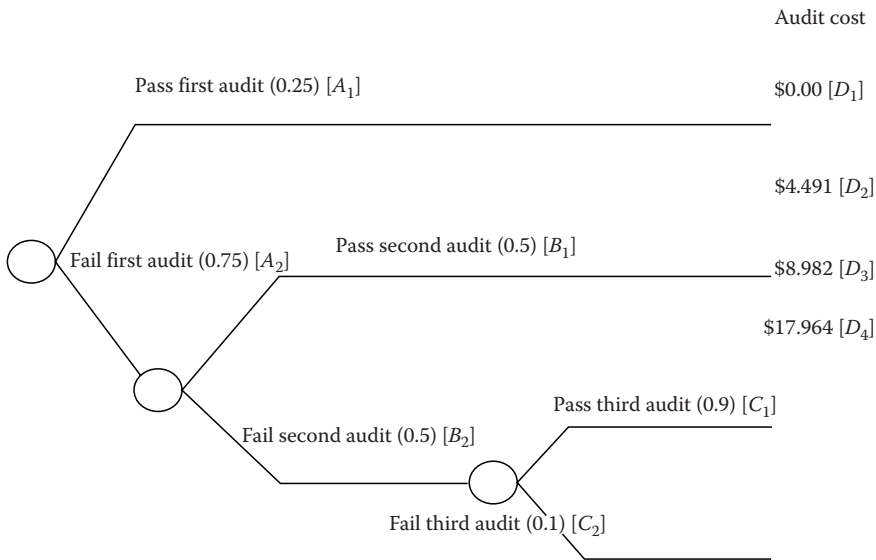 Audit cost
Pass first audit (0.25) [A₁]
$0.00 [D₁]
$4.491 [D₂]
Pass second audit (0.5) [B₁]
Fail first audit (0.75) [A₂]
$8.982 [D₃]
$17.964 [D₄]
Pass third audit (0.9) [C₁]
Fail second audit (0.5) [B₂]
Fail third audit (0.1) [C₂]